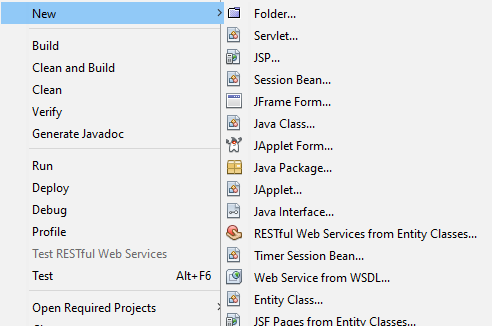 New
Build
Clean and Build
Clean
Verify
Generate Javadoc
Run
Deploy
Debug
Profile
Test RESTful Web Services
Test Alt+F6
Open Required Projects
Folder...
Servlet...
JSP...
Session Bean...
JFrame Form...
Java Class...
JApplet Form...
Java Package...
JApplet...
Java Interface...
RESTful Web Services from Entity Classes...
Timer Session Bean...
Web Service from WSDL...
Entity Class...
JSF Pages from Entity Classes...